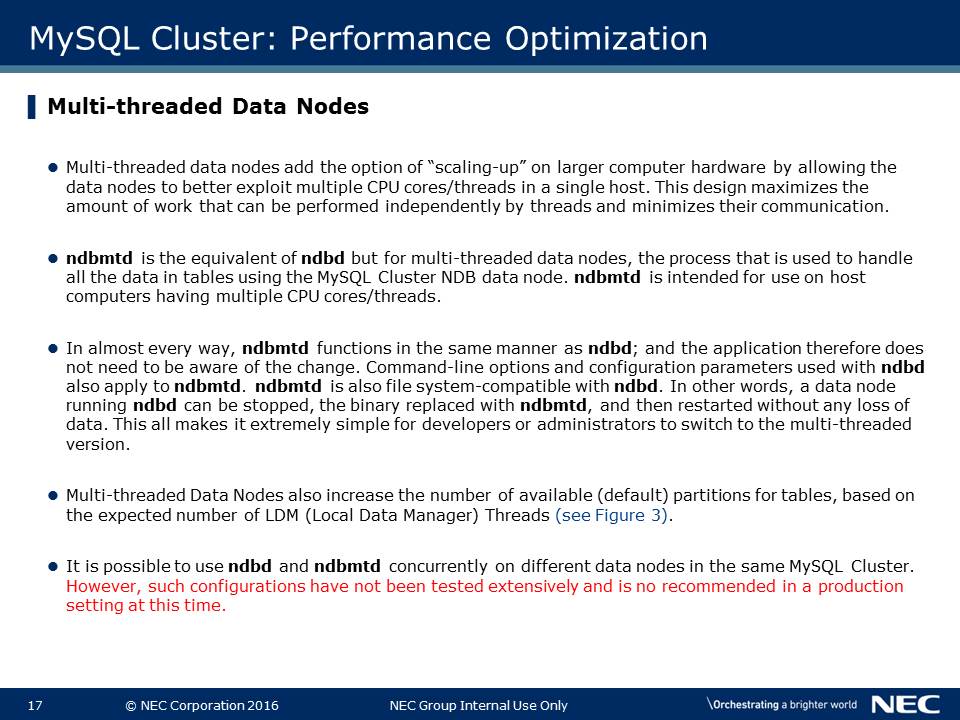 MySQL Cluster: Performance Optimization
Multi-threaded Data Nodes
Multi-threaded data nodes add the option of “scaling-up” on larger computer hardware by allowing the
data nodes to better exploit multiple CPU cores/threads in a single host. This design maximizes the
amount of work that can be performed independently by threads and minimizes their communication.
ndbmtd is the equivalent of ndbd but for multi-threaded data nodes, the process that is used to handle
all the data in tables using the MySQL Cluster NDB data node. ndbmtd is intended for use on host
computers having multiple CPU cores/threads.
In almost every way, ndbmtd functions in the same manner as ndbd; and the application therefore does
not need to be aware of the change. Command-line options and configuration parameters used with ndbd
also apply to ndbmtd. ndbmtd is also file system-compatible with ndbd. In other words, a data node
running ndbd can be stopped, the binary replaced with ndbmtd, and then restarted without any loss of
data. This all makes it extremely simple for developers or administrators to switch to the multi-threaded
version.
Multi-threaded Data Nodes also increase the number of available (default) partitions for tables, based on
the expected number of LDM (Local Data Manager) Threads (see Figure 3).
It is possible to use ndbd and ndbmtd concurrently on different data nodes in the same MySQL Cluster.
However, such configurations have not been tested extensively and is no recommended in a production
setting at this time.
17 © NEC Corporation 2016 NEC Group Internal Use Only \Orchestrating a brighter world NEC